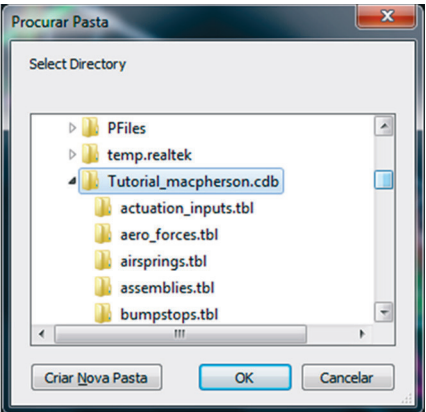 Procurar Pasta
Select Directory
PFiles
temp.realtek
Tutorial_macpherson.cdb
actuation_inputs.tbl
aero_forces.tbl
airsprings.tbl
assemblies.tbl
bumpstops.tbl
Criar Nova Pasta OK Cancelar